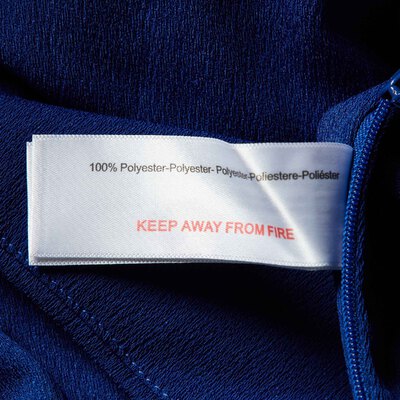 100% Polyester-Polyester- Polyester-Poliestere-Poliéster
KEEP AWAY FROM FIRE